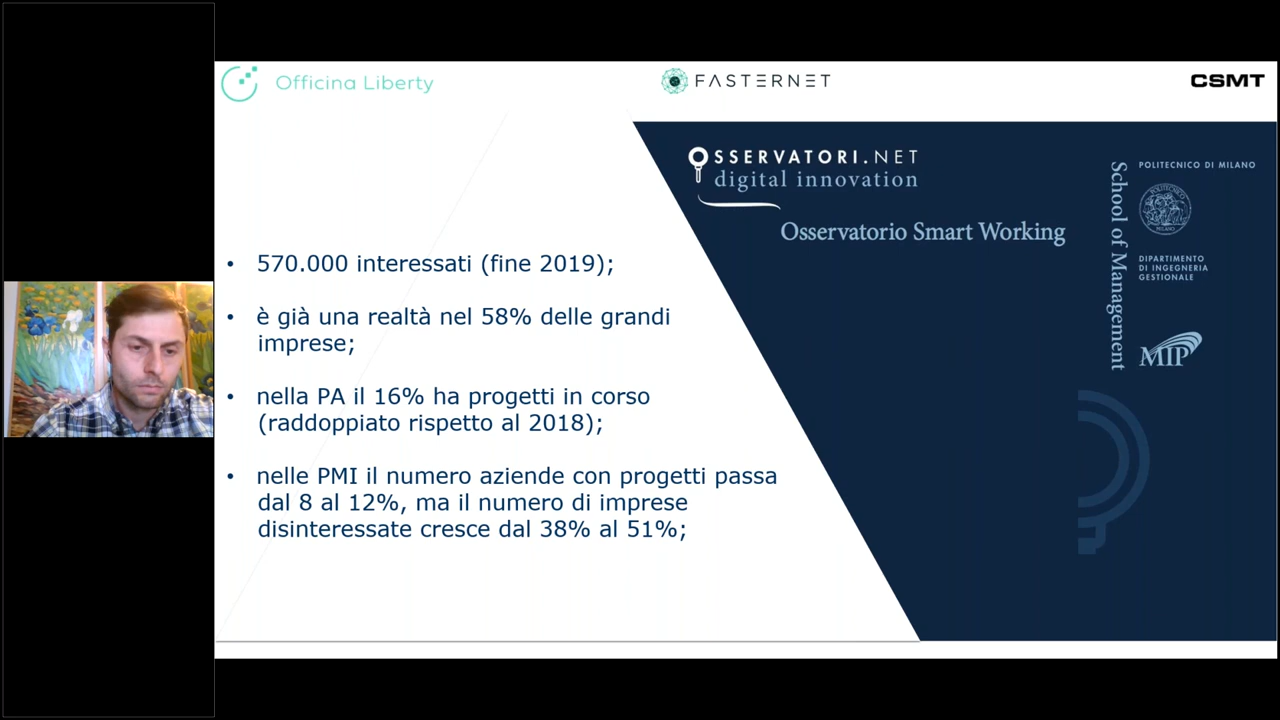 Officina Liberty
FASTERNET
CSMT
OSSERVATORI.NET
digital innovation
Osservatorio Smart Working
School of Management
POLITECNICO DI MILANO
POLITECNICO
MILANO
DIPARTIMENTO
DI INGEGNERIA
GESTIONALE
MIP
• 570.000 interessati (fine 2019);
• è già una realtà nel 58% delle grandi
imprese;
• nella PA il 16% ha progetti in corso
(raddoppiato rispetto al 2018);
• nelle PMI il numero aziende con progetti passa
dal 8 al 12%, ma il numero di imprese
disinteressate cresce dal 38% al 51%;